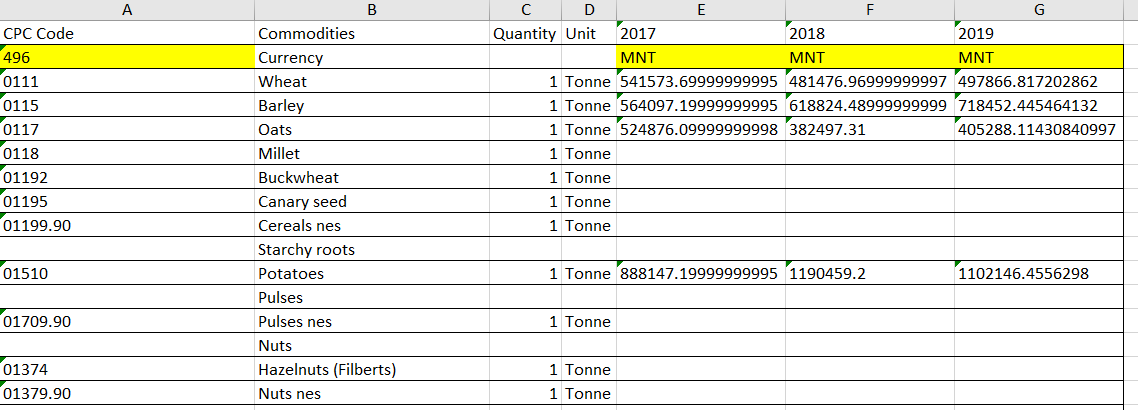 A B C D E F G
CPC Code Commodities Quantity Unit 2017 2018 2019
496 Currency MNT MNT MNT
0111 Wheat 1 Tonne 541573.69999999995 481476.96999999997 497866.817202862
0115 Barley 1 Tonne 564097.19999999995 618824.48999999999 718452.445464132
0117 Oats 1 Tonne 524876.09999999998 382497.31 405288.11430840997
0118 Millet 1 Tonne
01192 Buckwheat 1 Tonne
01195 Canary seed 1 Tonne
01199.90 Cereals nes 1 Tonne
Starchy roots
01510 Potatoes 1 Tonne 888147.19999999995 1190459.2 1102146.4556298
Pulses
01709.90 Pulses nes 1 Tonne
Nuts
01374 Hazelnuts (Filberts) 1 Tonne
01379.90 Nuts nes 1 Tonne